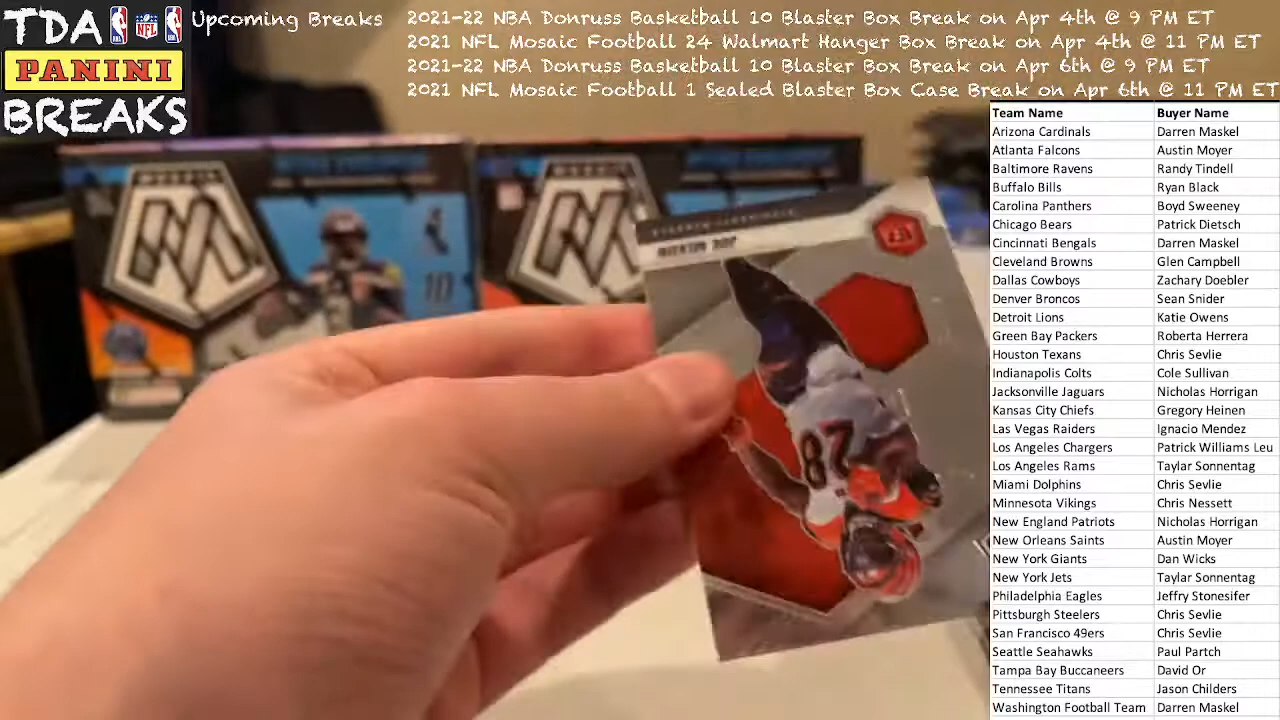 TDA
PANINI
BREAKS
Upcoming Breaks
2021-22 NBA Donruss Basketball 10 Blaster Box Break on Apr 4th @ 9 PM ET
2021 NFL Mosaic Football 24 Walmart Hanger Box Break on Apr 4th @ 11 PM ET
2021-22 NBA Donruss Basketball 10 Blaster Box Break on Apr 6th @ 9 PM ET
2021 NFL Mosaic Football 1 Sealed Blaster Box Case Break on Apr 6th @ 11 PM ET
Team Name Buyer Name
Arizona Cardinals Darren Maskel
Atlanta Falcons Austin Moyer
Baltimore Ravens Randy Tindell
Buffalo Bills Ryan Black
Carolina Panthers Boyd Sweeney
Chicago Bears Patrick Dietsch
Cincinnati Bengals Darren Maskel
Cleveland Browns Glen Campbell
Dallas Cowboys Zachary Doebler
Denver Broncos Sean Snider
Detroit Lions Katie Owens
Green Bay Packers Roberta Herrera
Houston Texans Chris Sevlie
Indianapolis Colts Cole Sullivan
Jacksonville Jaguars Nicholas Horrigan
Kansas City Chiefs Gregory Heinen
Las Vegas Raiders Ignacio Mendez
Los Angeles Chargers Patrick Williams Leu
Los Angeles Rams Taylar Sonnentag
Miami Dolphins Chris Sevlie
Minnesota Vikings Chris Nessett
New England Patriots Nicholas Horrigan
New Orleans Saints Austin Moyer
New York Giants Dan Wicks
New York Jets Taylar Sonnentag
Philadelphia Eagles Jeffry Stonesifer
Pittsburgh Steelers Chris Sevlie
San Francisco 49ers Chris Sevlie
Seattle Seahawks Paul Partch
Tampa Bay Buccaneers David Or
Tennessee Titans Jason Childers
Washington Football Team Darren Maskel
MOSAIC
10
82